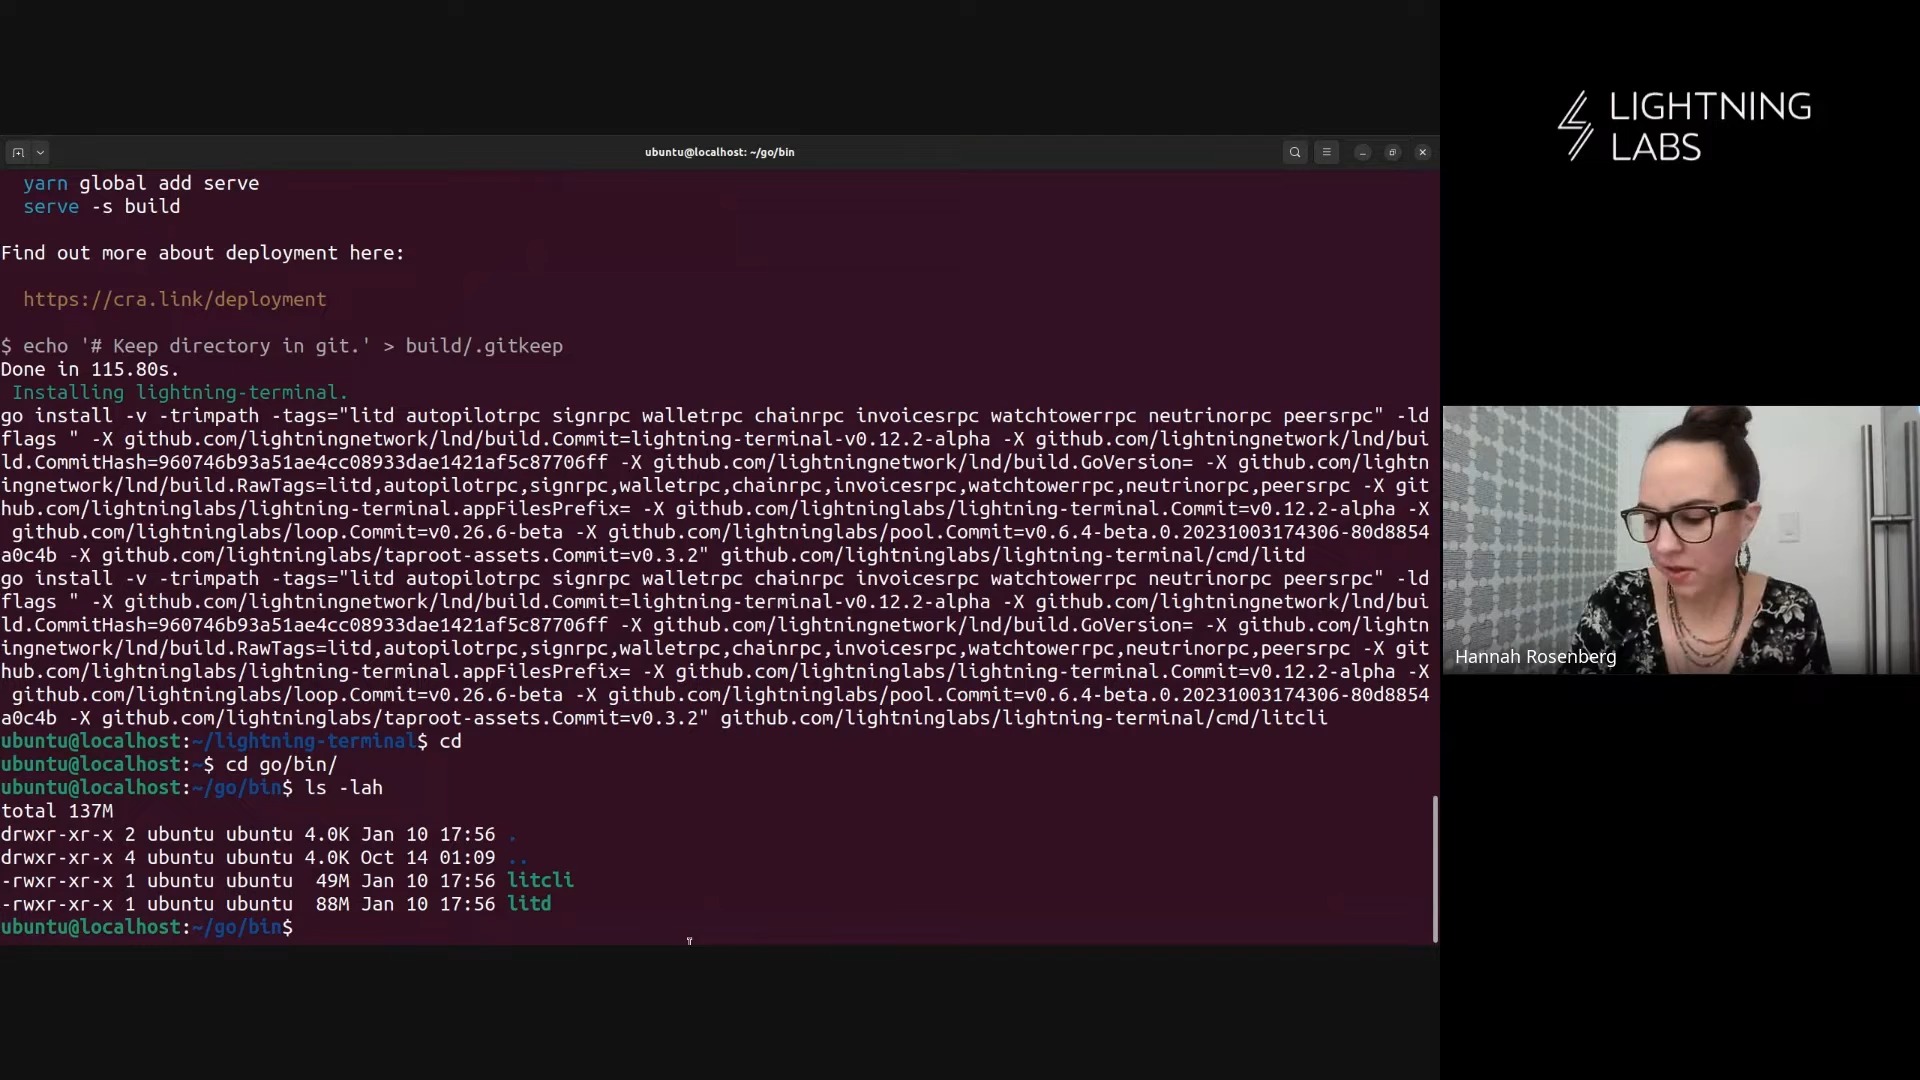 ubuntu@localhost: ~/go/bin
yarn global add serve
serve -s build
Find out more about deployment here:
https://cra.link/deployment
$ echo '# Keep directory in git.' > build/.gitkeep
Done in 115.80s.
Installing lightning-terminal.
go install -v -trimpath -tags="litd autopilotrpc signrpc walletrpc chainrpc invoicesrpc watchtowerrpc neutrinorpc peersrpc" -ld
flags " -X github.com/lightningnetwork/lnd/build.Commit=lightning-terminal-v0.12.2-alpha -X github.com/lightningnetwork/lnd/bui
ld.CommitHash=960746b93a51ae4cc08933dae1421af5c87706ff -X github.com/lightningnetwork/lnd/build.GoVersion= -X github.com/lightn
ingnetwork/lnd/build.RawTags=litd,autopilotrpc,signrpc,walletrpc,chainrpc,invoicesrpc,watchtowerrpc,neutrinorpc,peersrpc -X git
hub.com/lightninglabs/lightning-terminal.appFilesPrefix= -X github.com/lightninglabs/lightning-terminal.Commit=v0.12.2-alpha -X
github.com/lightninglabs/loop.Commit=v0.26.6-beta -X github.com/lightninglabs/pool.Commit=v0.6.4-beta.0.20231003174306-80d8854
a0c4b -X github.com/lightninglabs/taproot-assets.Commit=v0.3.2" github.com/lightninglabs/lightning-terminal/cmd/litd
go install -v -trimpath -tags="litd autopilotrpc signrpc walletrpc chainrpc invoicesrpc watchtowerrpc neutrinorpc peersrpc" -ld
flags " -X github.com/lightningnetwork/lnd/build.Commit=lightning-terminal-v0.12.2-alpha -X github.com/lightningnetwork/lnd/bui
ld.CommitHash=960746b93a51ae4cc08933dae1421af5c87706ff -X github.com/lightningnetwork/lnd/build.GoVersion= -X github.com/lightn
ingnetwork/lnd/build.RawTags=litd,autopilotrpc,signrpc,walletrpc,chainrpc,invoicesrpc,watchtowerrpc,neutrinorpc,peersrpc -X git
hub.com/lightninglabs/lightning-terminal.appFilesPrefix= -X github.com/lightninglabs/lightning-terminal.Commit=v0.12.2-alpha -X
github.com/lightninglabs/loop.Commit=v0.26.6-beta -X github.com/lightninglabs/pool.Commit=v0.6.4-beta.0.20231003174306-80d8854
a0c4b -X github.com/lightninglabs/taproot-assets.Commit=v0.3.2" github.com/lightninglabs/lightning-terminal/cmd/litcli
ubuntu@localhost:~/lightning-terminal$ cd
ubuntu@localhost:~$ cd go/bin/
ubuntu@localhost:~/go/bin$ ls -lah
total 137M
drwxr-xr-x 2 ubuntu ubuntu 4.0K Jan 10 17:56 .
drwxr-xr-x 4 ubuntu ubuntu 4.0K Oct 14 01:09 ..
-rwxr-xr-x 1 ubuntu ubuntu  49M Jan 10 17:56 litcli
-rwxr-xr-x 1 ubuntu ubuntu  88M Jan 10 17:56 litd
ubuntu@localhost:~/go/bin$
LIGHTNING
LABS
Hannah Rosenberg